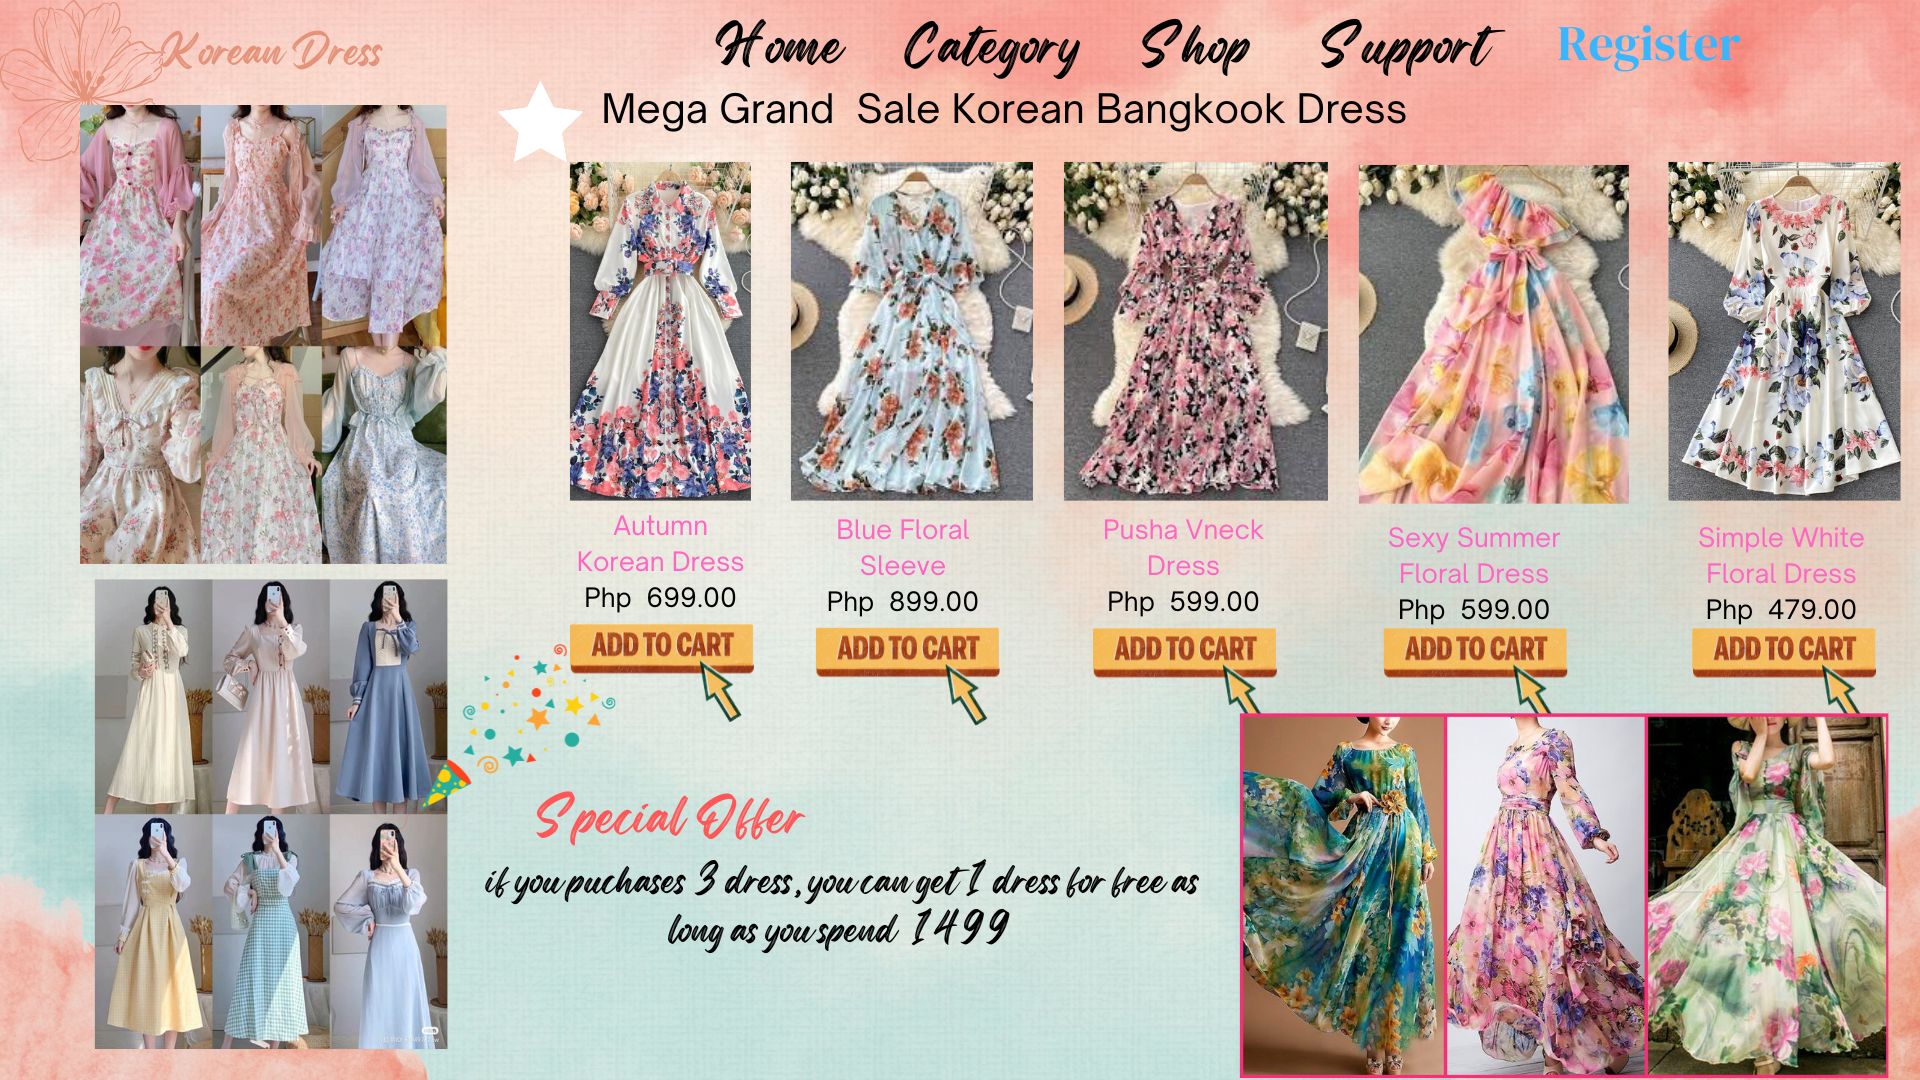 Korean Dress
Home Category Shop Support Register
Mega Grand Sale Korean Bangkook Dress
Autumn
Korean Dress
Php 699.00
ADD TO CART
Blue Floral
Sleeve
Php 899.00
ADD TO CART
Pusha Vneck
Dress
Php 599.00
ADD TO CART
Sexy Summer
Floral Dress
Php 599.00
ADD TO CART
Simple White
Floral Dress
Php 479.00
ADD TO CART
Special Offer
if you puchases 3 dress, you can get 1 dress for free as
long as you spend 1499